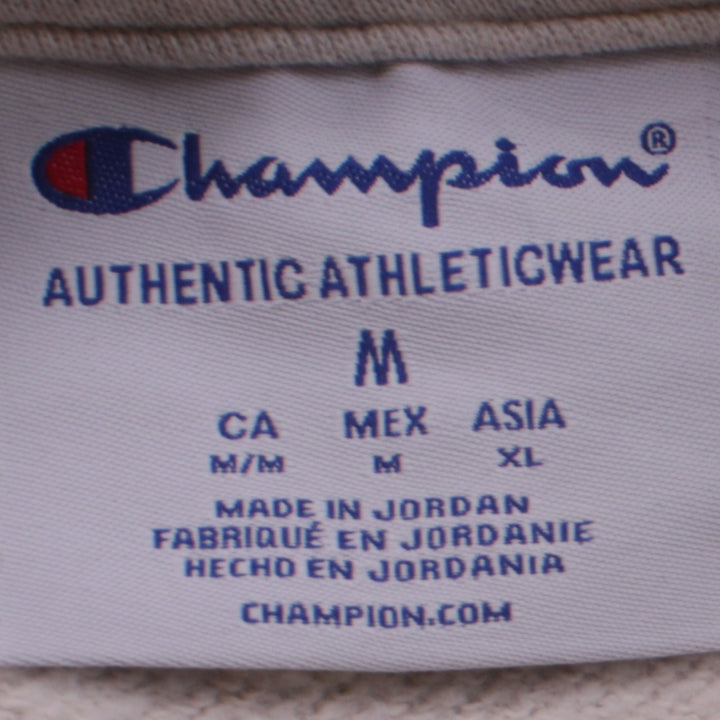 Champion®
AUTHENTIC ATHLETICWEAR
M
CA MEX ASIA
M/M M XL
MADE IN JORDAN
FABRIQUÉ EN JORDANIE
HECHO EN JORDANIA
CHAMPION.COM